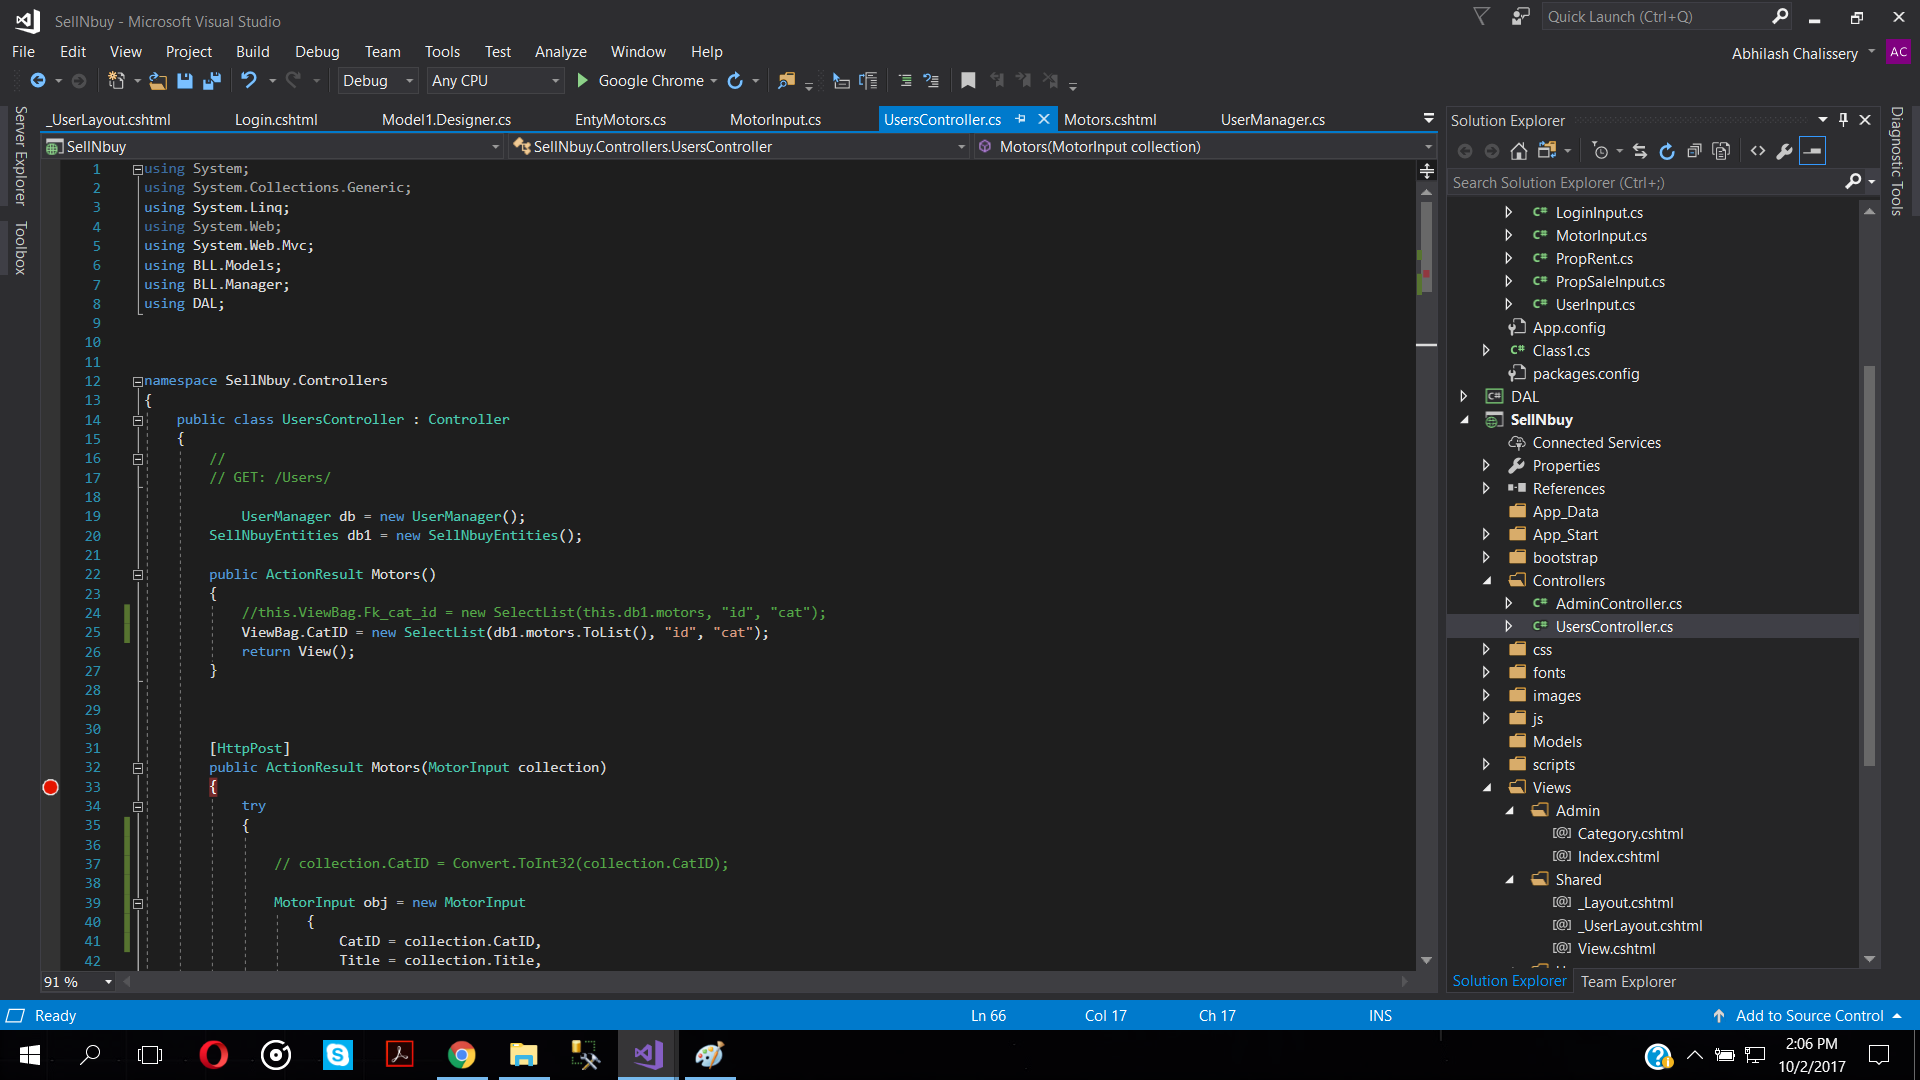 SellNbuy - Microsoft Visual Studio
Quick Launch (Ctrl+Q)
File Edit View Project Build Debug Team Tools Test Analyze Window Help
Abhilash Chalissery
AC
Debug Any CPU Google Chrome
Server Explorer
Toolbox
_UserLayout.cshtml Login.cshtml Model1.Designer.cs EntyMotors.cs MotorInput.cs UsersController.cs Motors.cshtml UserManager.cs
SellNbuy SellNbuy.Controllers.UsersController Motors(MotorInput collection)
1 using System;
2 using System.Collections.Generic;
3 using System.Linq;
4 using System.Web;
5 using System.Web.Mvc;
6 using BLL.Models;
7 using BLL.Manager;
8 using DAL;
9
10
11
12 namespace SellNbuy.Controllers
13 {
14 public class UsersController : Controller
15 {
16 //
17 // GET: /Users/
18
19 UserManager db = new UserManager();
20 SellNbuyEntities db1 = new SellNbuyEntities();
21
22 public ActionResult Motors()
23 {
24 //this.ViewBag.Fk_cat_id = new SelectList(this.db1.motors, "id", "cat");
25 ViewBag.CatID = new SelectList(db1.motors.ToList(), "id", "cat");
26 return View();
27 }
28
29
30
31 [HttpPost]
32 public ActionResult Motors(MotorInput collection)
33 {
34 try
35 {
36
37 // collection.CatID = Convert.ToInt32(collection.CatID);
38
39 MotorInput obj = new MotorInput
40 {
41 CatID = collection.CatID,
42 Title = collection.Title,
91 %
Solution Explorer
Search Solution Explorer (Ctrl+;)
C# LoginInput.cs
C# MotorInput.cs
C# PropRent.cs
C# PropSaleInput.cs
C# UserInput.cs
App.config
C# Class1.cs
packages.config
C# DAL
SellNbuy
Connected Services
Properties
References
App_Data
App_Start
bootstrap
Controllers
C# AdminController.cs
C# UsersController.cs
css
fonts
images
js
Models
scripts
Views
Admin
[@] Category.cshtml
[@] Index.cshtml
Shared
[@] _Layout.cshtml
[@] _UserLayout.cshtml
[@] View.cshtml
Solution Explorer Team Explorer
Diagnostic Tools
Ready Ln 66 Col 17 Ch 17 INS Add to Source Control
2:06 PM
10/2/2017